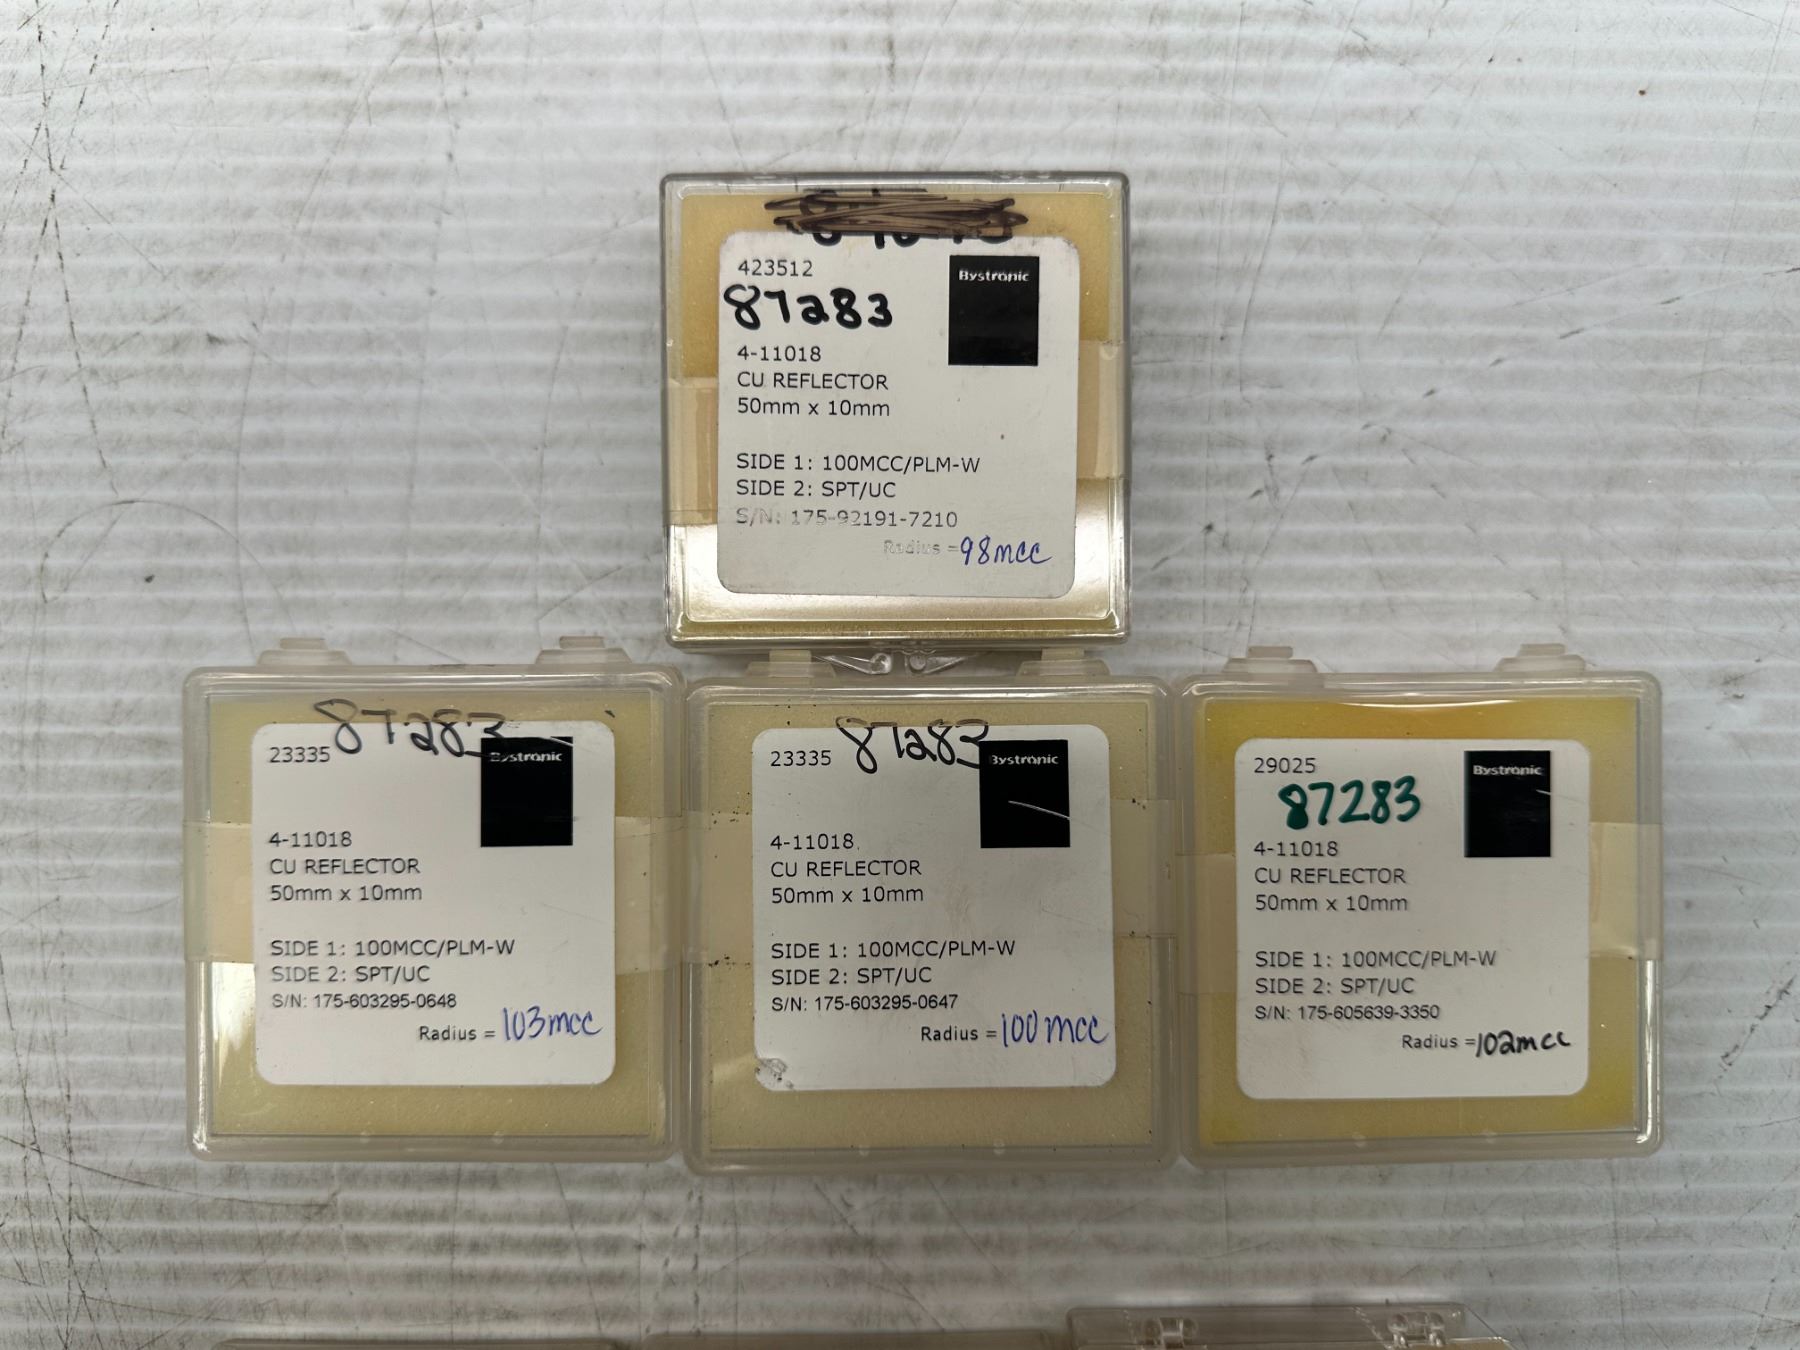 423512
Bystronic
87283
4-11018
CU REFLECTOR
50mm x 10mm
SIDE 1: 100MCC/PLM-W
SIDE 2: SPT/UC
S/N: 175-92191-7210
Radius = 98mcc
87283
23335
Bystronic
4-11018
CU REFLECTOR
50mm x 10mm
SIDE 1: 100MCC/PLM-W
SIDE 2: SPT/UC
S/N: 175-603295-0648
Radius = 103mcc
87283
23335
Bystronic
4-11018
CU REFLECTOR
50mm x 10mm
SIDE 1: 100MCC/PLM-W
SIDE 2: SPT/UC
S/N: 175-603295-0647
Radius = 100mcc
29025
Bystronic
87283
4-11018
CU REFLECTOR
50mm x 10mm
SIDE 1: 100MCC/PLM-W
SIDE 2: SPT/UC
S/N: 175-605639-3350
Radius = 102mcc